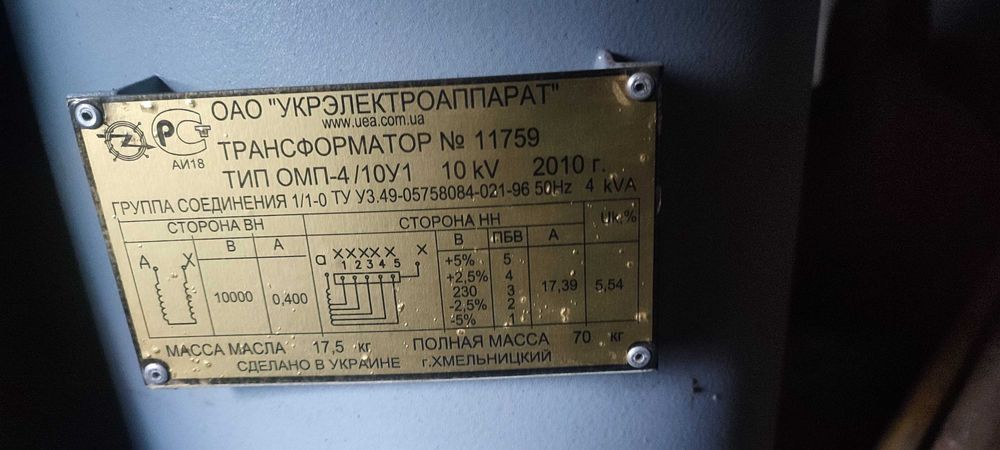 ОАО "УКРЭЛЕКТРОАППАРАТ"
www.uea.com.ua
РС
АИ18
ТРАНСФОРМАТОР № 11759
ТИП ОМП-4/10У1 10 kV 2010 г.
ГРУППА СОЕДИНЕНИЯ 1/1-0 ТУ У3.49-05758084-021-96 50Hz 4 kVA
СТОРОНА ВН СТОРОНА НН Uк%
В А В ПБВ А
A X a X X X X X X
1 2 3 4 5
+5% 5
+2,5% 4
10000 0,400 230 3 17,39 5,54
-2,5% 2
-5% 1
МАССА МАСЛА 17,5 кг ПОЛНАЯ МАССА 70 кг
СДЕЛАНО В УКРАИНЕ г.ХМЕЛЬНИЦКИЙ